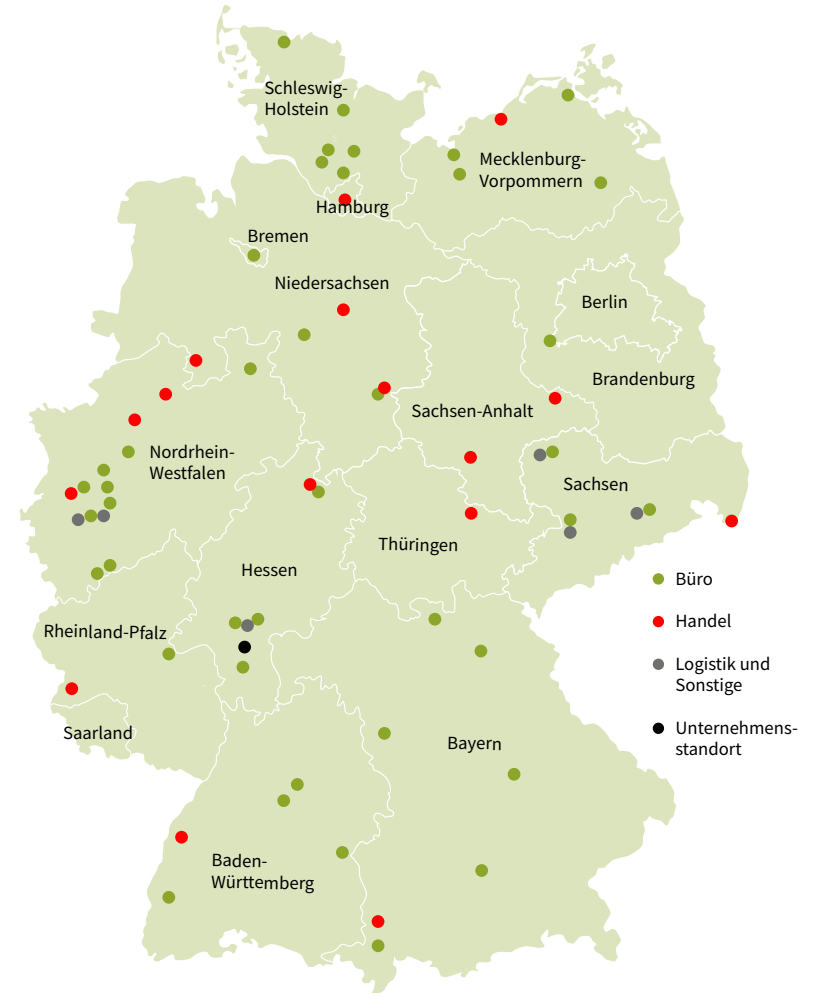 Schleswig-
Holstein
Mecklenburg-
Vorpommern
Hamburg
Bremen
Niedersachsen
Berlin
Brandenburg
Sachsen-Anhalt
Nordrhein-
Westfalen
Sachsen
Thüringen
Hessen
Rheinland-Pfalz
Saarland
Bayern
Baden-
Württemberg
Büro
Handel
Logistik und
Sonstige
Unternehmens-
standort